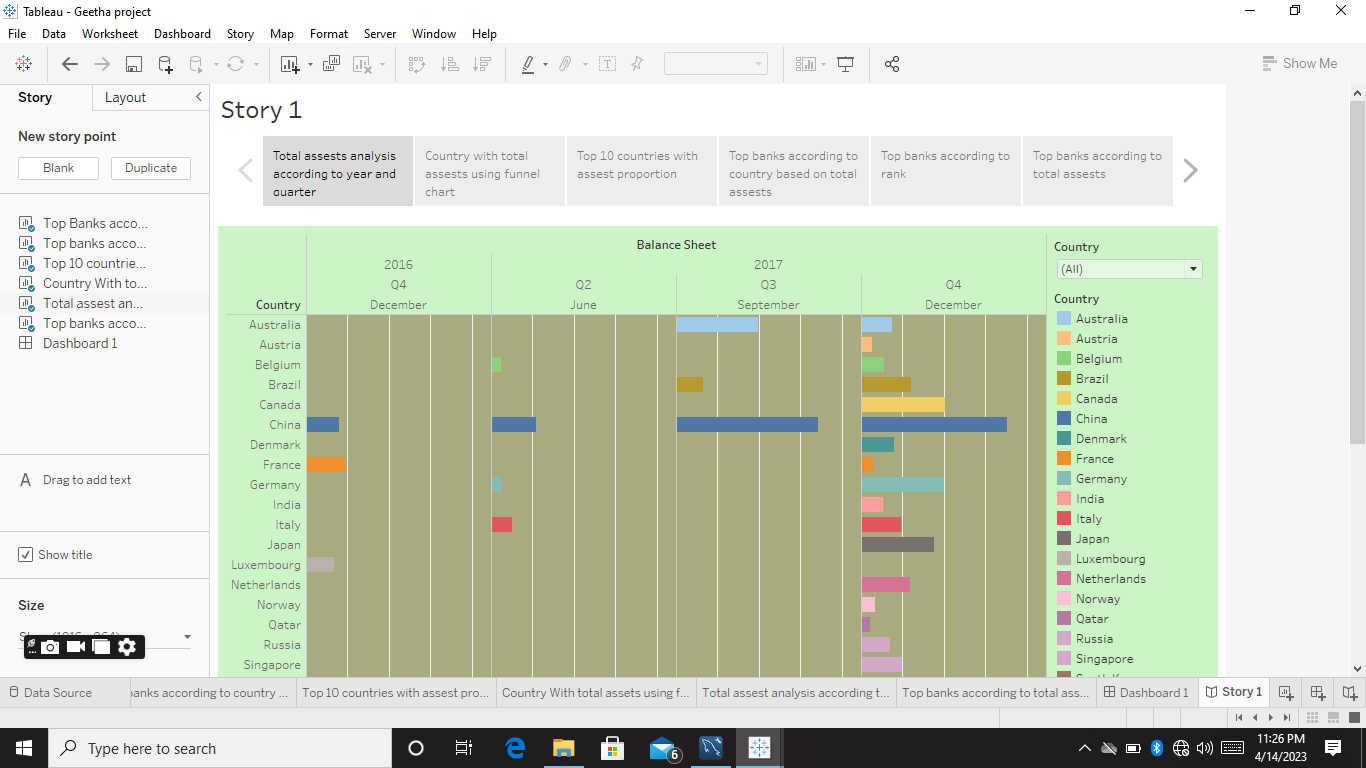 Tableau - Geetha project
File Data Worksheet Dashboard Story Map Format Server Window Help
Show Me
Story Layout
New story point
Blank Duplicate
Top Banks acco...
Top banks acco...
Top 10 countrie...
Country With to...
Total assest an...
Top banks acco...
Dashboard 1
A Drag to add text
Show title
Size
Story 1
Total assests analysis
according to year and
quarter
Country with total
assests using funnel
chart
Top 10 countries with
assest proportion
Top banks according to
country based on total
assests
Top banks according to
rank
Top banks according to
total assests
Balance Sheet
2016 2017
Q4 Q2 Q3 Q4
Country December June September December
Australia
Austria
Belgium
Brazil
Canada
China
Denmark
France
Germany
India
Italy
Japan
Luxembourg
Netherlands
Norway
Qatar
Russia
Singapore
Country
(All)
Country
Australia
Austria
Belgium
Brazil
Canada
China
Denmark
France
Germany
India
Italy
Japan
Luxembourg
Netherlands
Norway
Qatar
Russia
Singapore
Data Source anks according to country ... Top 10 countries with assest pro... Country With total assets using f... Total assest analysis according t... Top banks according to total ass... Dashboard 1 Story 1
Type here to search
6
11:26 PM
4/14/2023